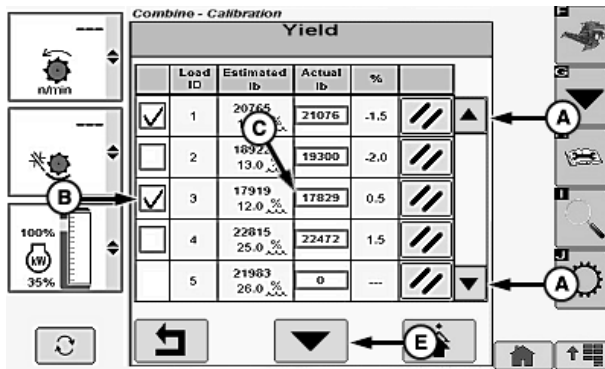 Combine - Calibration
Yield
---
n/min
---
100%
kW
35%
Load ID Estimated lb Actual lb %
1 20765 21076 -1.5
2 13.0 % 19300 -2.0
3 17919 12.0 % 17829 0.5
4 22815 25.0 % 22472 1.5
5 21983 26.0 % 0 ---
A
B
C
A
E
F
G
I
J